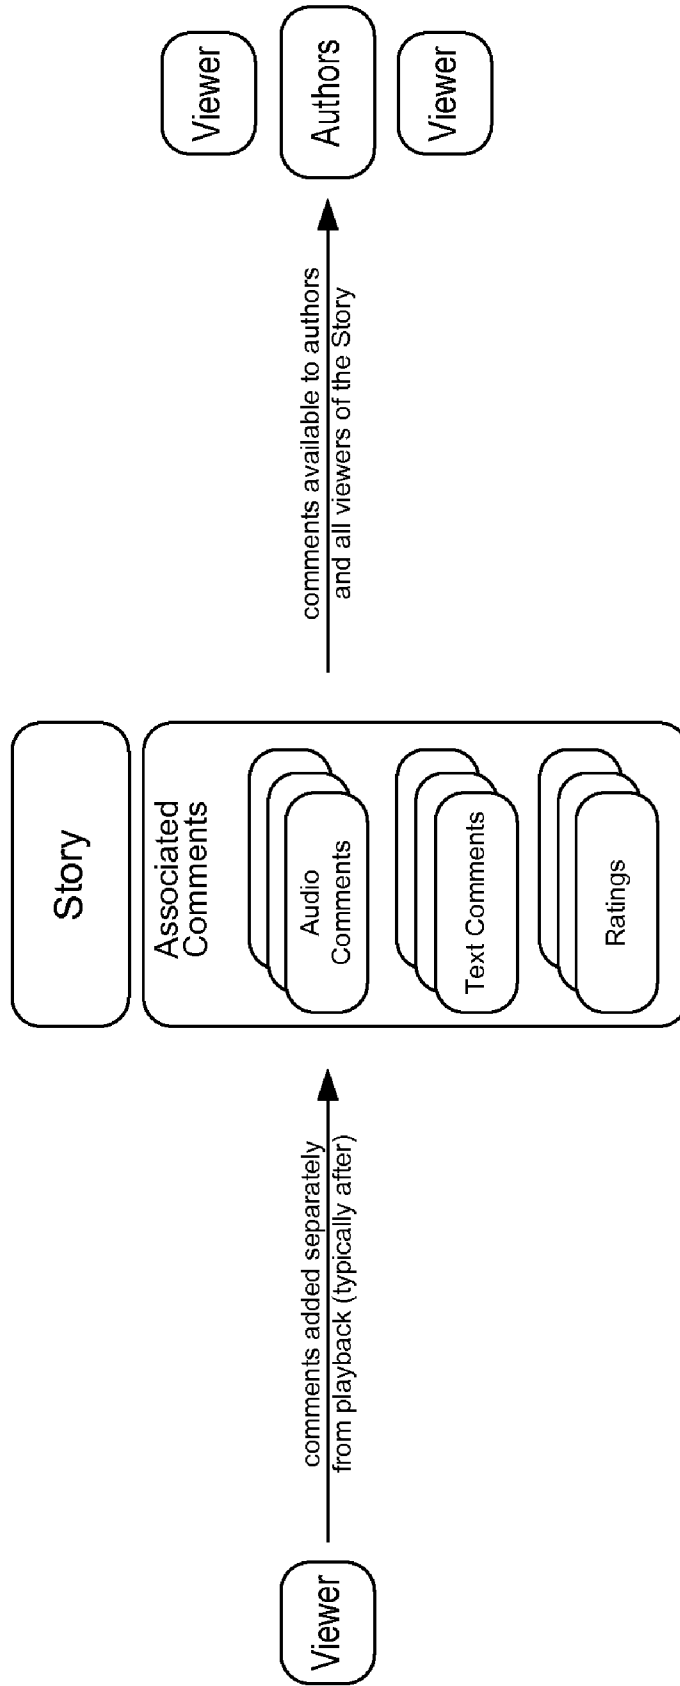 Viewer
comments added separately
from playback (typically after)
Story
Associated
Comments
Audio
Comments
Text Comments
Ratings
comments available to authors
and all viewers of the Story
Viewer
Authors
Viewer